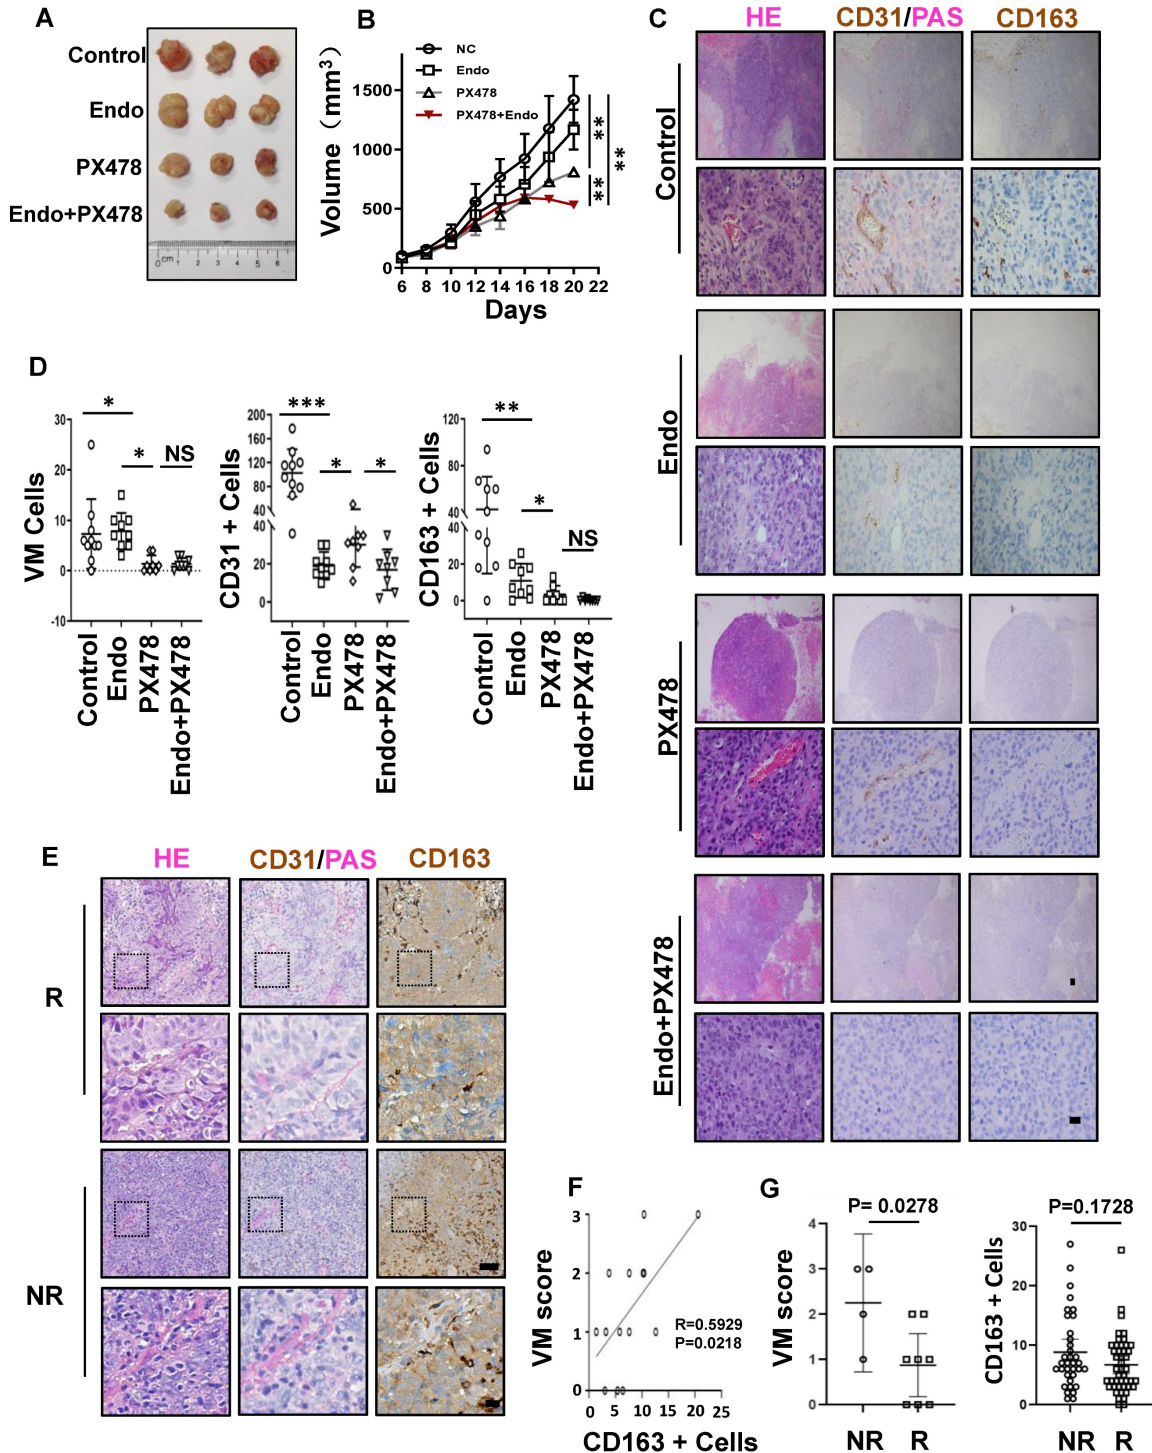 A
Control
Endo
PX478
Endo+PX478
0 cm 1 2 3 4 5 6
B
NC
Endo
PX478
PX478+Endo
Volume (mm³)
1500
1000
500
0
6 8 10 12 14 16 18 20 22
Days
**
**
**
C
HE CD31/PAS CD163
Control
Endo
PX478
Endo+PX478
D
VM Cells
30
20
10
0
-10
*
*
NS
Control
Endo
PX478
Endo+PX478
CD31 + Cells
200
160
120
80
40
40
20
0
***
*
*
Control
Endo
PX478
Endo+PX478
CD163 + Cells
120
80
40
40
20
0
**
*
NS
Control
Endo
PX478
Endo+PX478
E
HE CD31/PAS CD163
R
NR
F
VM score
3
2
1
0
R=0.5929
P=0.0218
0 5 10 15 20 25
CD163 + Cells
G
P= 0.0278
VM score
4
3
2
1
0
NR R
P=0.1728
CD163 + Cells
30
20
10
0
NR R